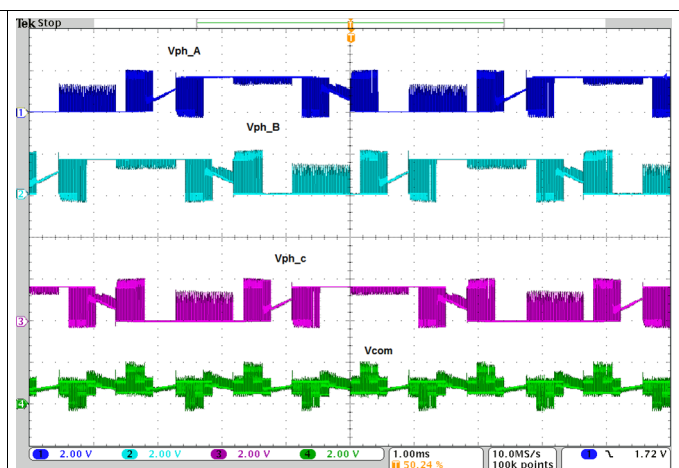 Tek Stop
T
T
Vph_A
1
Vph_B
2
Vph_c
3
Vcom
4
1 2.00 V 2 2.00 V 3 2.00 V 4 2.00 V 1.00ms 10.0MS/s 1 1.72 V
T 50.24 % 100k points